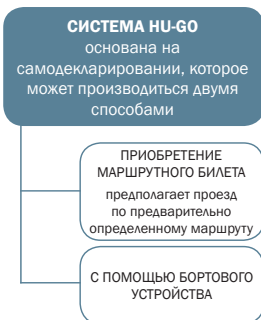 СИСТЕМА HU-GO
основана на
самодекларировании, которое
может производиться двумя
способами
ПРИОБРЕТЕНИЕ
МАРШРУТНОГО БИЛЕТА
предполагает проезд
по предварительно
определенному маршруту
С ПОМОЩЬЮ БОРТОВОГО
УСТРОЙСТВА